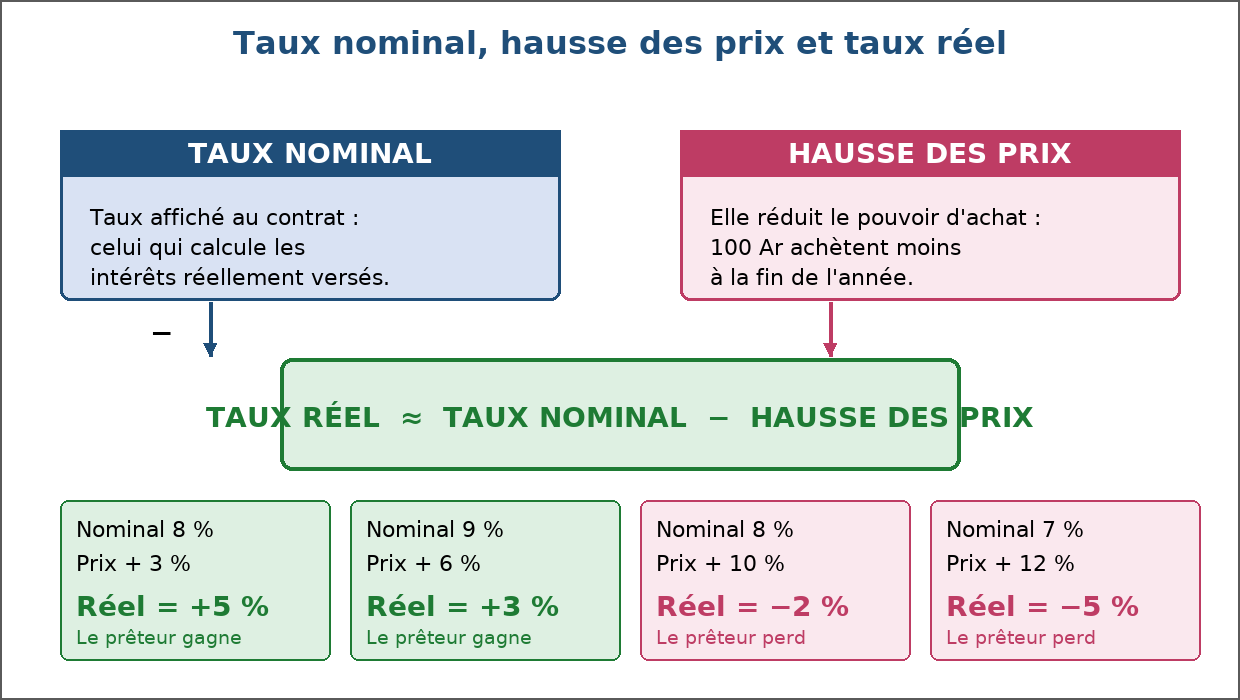 Taux nominal, hausse des prix et taux réel
TAUX NOMINAL
Taux affiché au contrat :
celui qui calcule les
intérêts réellement versés.
HAUSSE DES PRIX
Elle réduit le pouvoir d'achat :
100 Ar achètent moins
à la fin de l'année.
−
TAUX RÉEL ≈ TAUX NOMINAL − HAUSSE DES PRIX
Nominal 8 %
Prix + 3 %
Réel = +5 %
Le prêteur gagne
Nominal 9 %
Prix + 6 %
Réel = +3 %
Le prêteur gagne
Nominal 8 %
Prix + 10 %
Réel = −2 %
Le prêteur perd
Nominal 7 %
Prix + 12 %
Réel = −5 %
Le prêteur perd